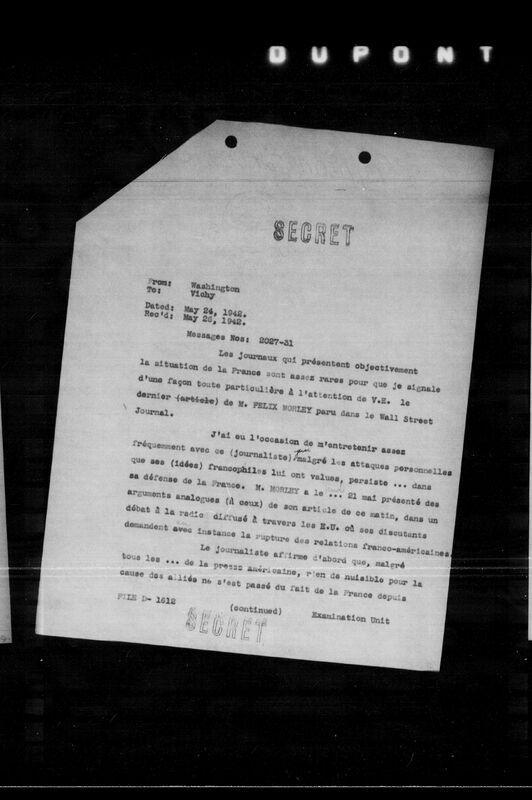 DUPONT
SECRET
From: Washington
To: Vichy
Dated: May 24, 1942.
Rec'd: May 26, 1942.
Messages Nos: 2027-31
Les journaux qui présentent objectivement
la situation de la France sont assez rares pour que je signale
d'une façon toute particulière à l'attention de V.E. le
dernier (article) de M. FELIX MORLEY paru dans le Wall Street
Journal.
J'ai eu l'occasion de m'entretenir assez
fréquemment avec ce (journaliste) qui malgré les attaques personnelles
que ses (idées) francophiles lui ont values, persiste ... dans
sa défense de la France. M. MORLEY a le ... 21 mai présenté des
arguments analogues (à ceux) de son article de ce matin, dans un
débat à la radio diffusé à travers les E.U. où ses discutants
demandent avec instance la rupture des relations franco-américaines.
Le journaliste affirme d'abord que, malgré
tous les ... de la presse américaine, rien de nuisible pour la
cause des alliés ne s'est passé du fait de la France depuis
FILE D- 1612
(continued)
Examination Unit
SECRET